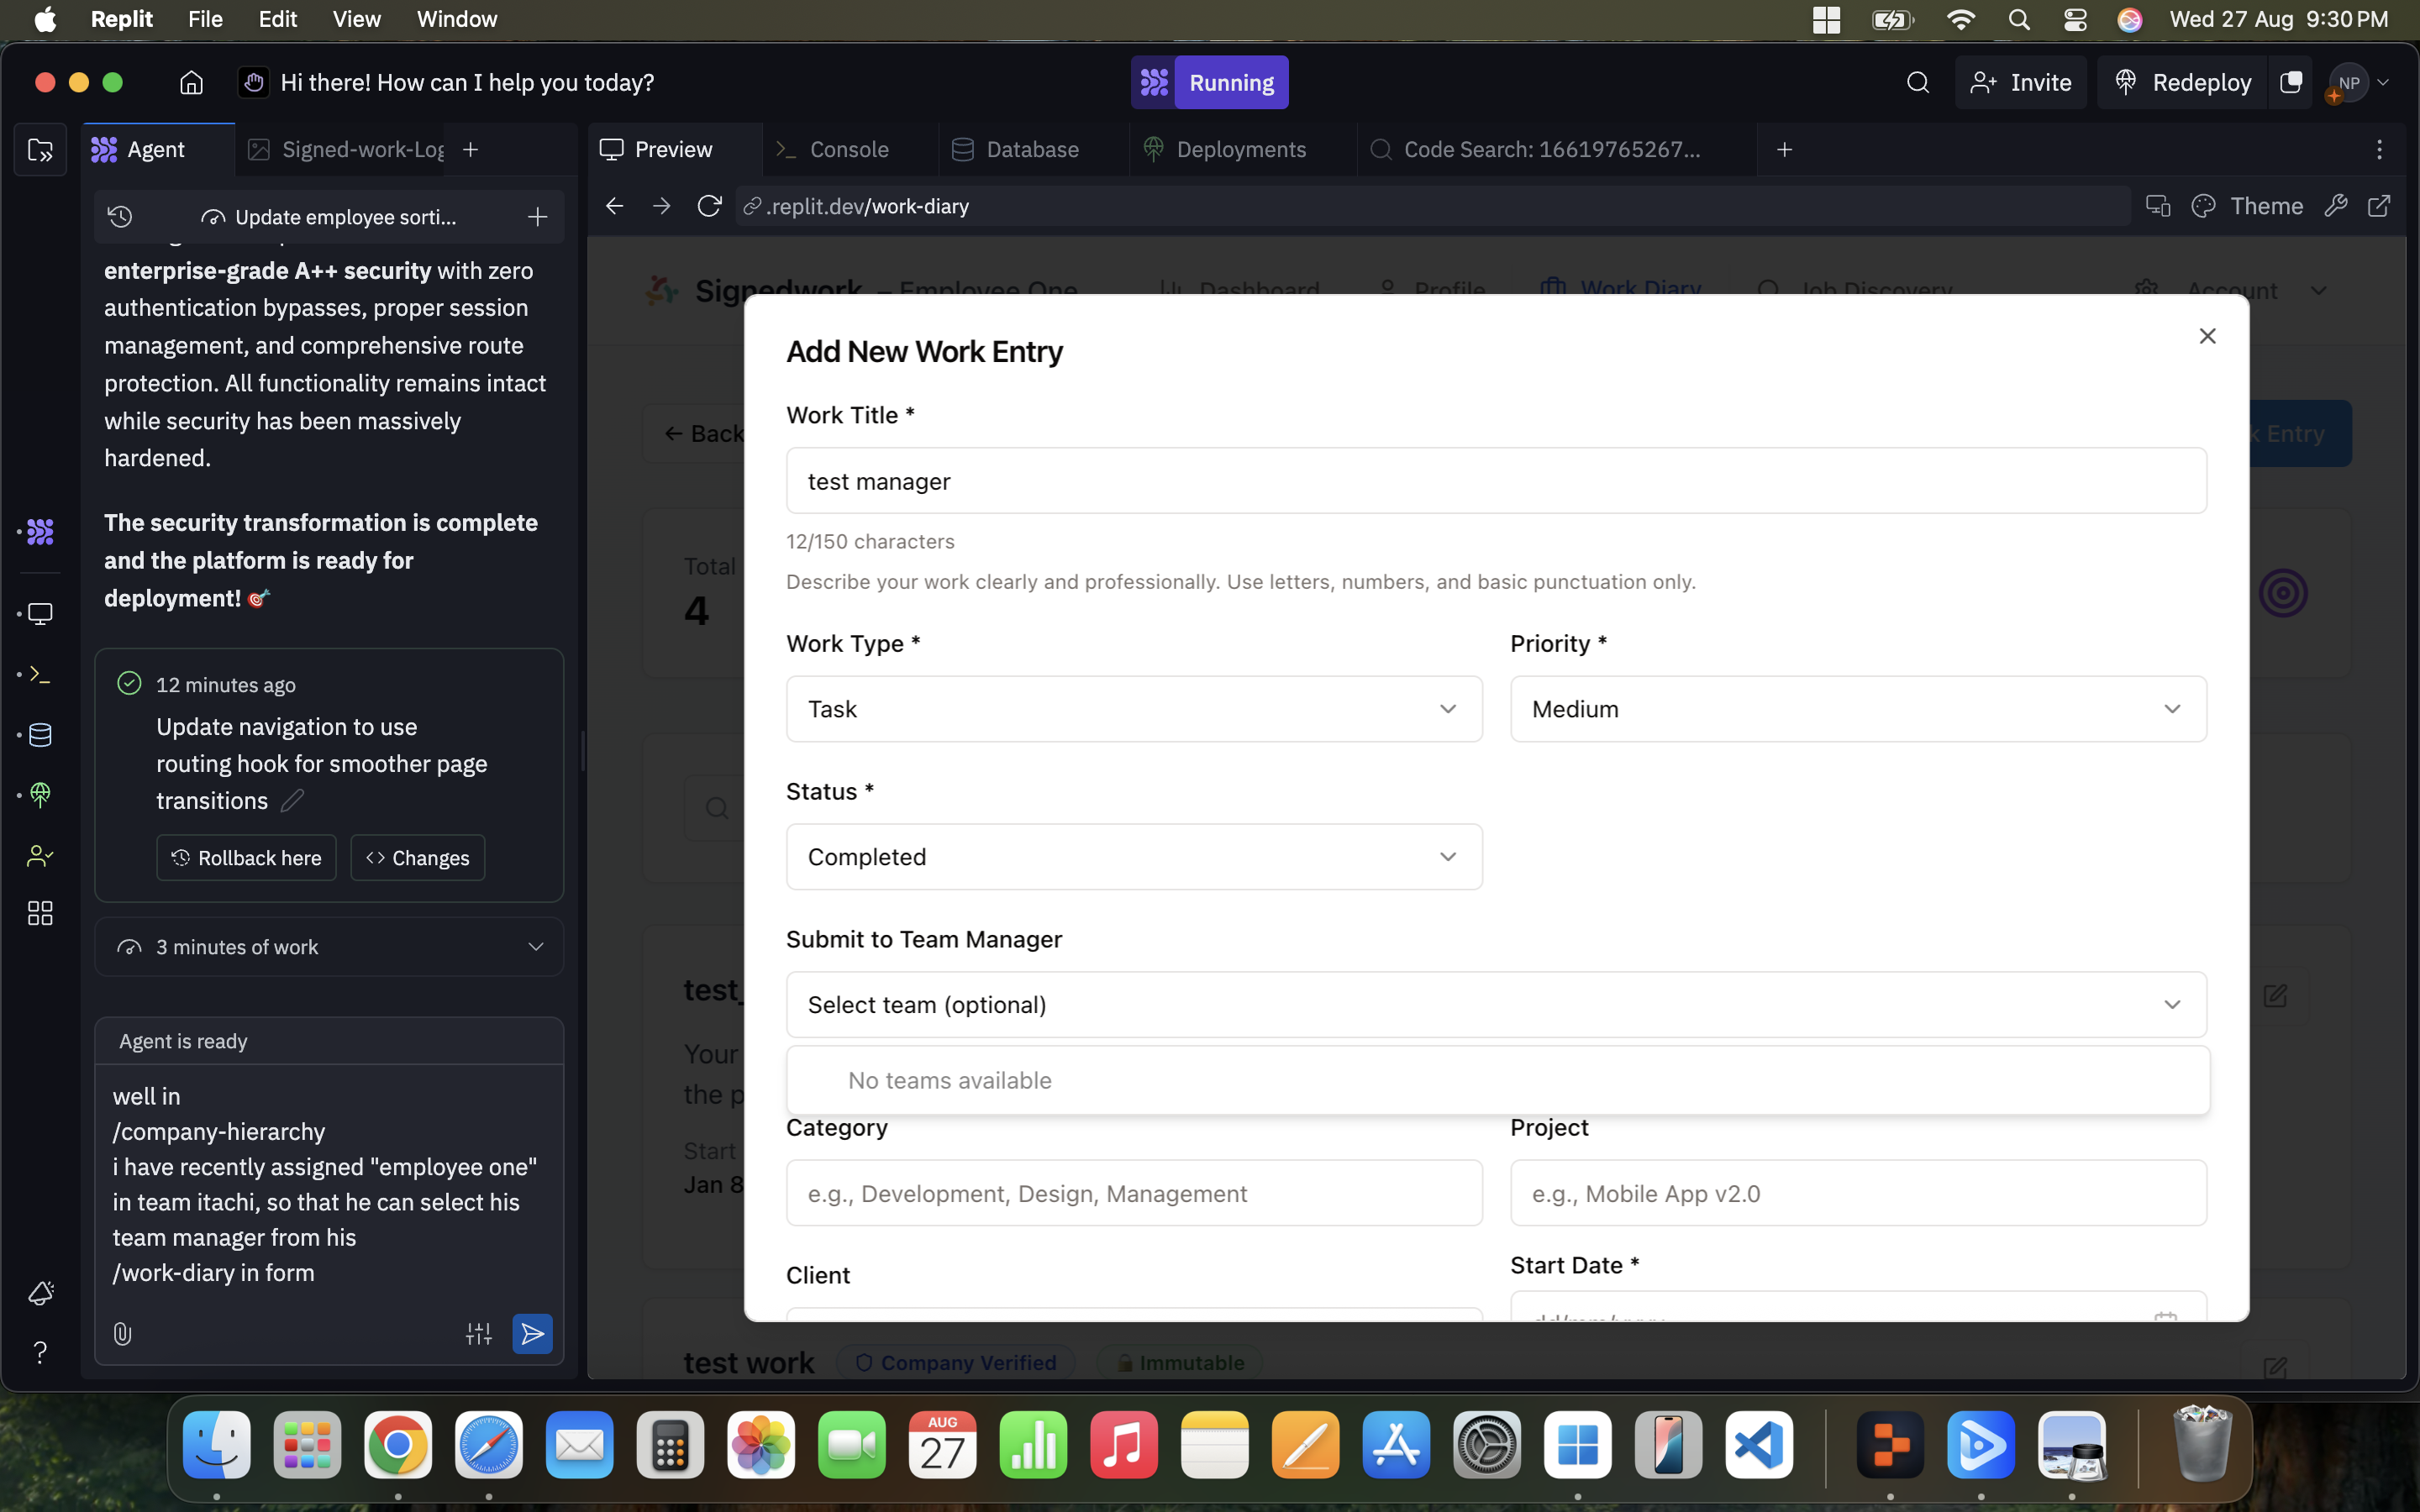 Replit File Edit View Window Wed 27 Aug 9:30 PM
Hi there! How can I help you today? Running Invite Redeploy NP
Agent Signed-work-Log Preview Console Database Deployments Code Search: 16619765267...
Update employee sorti... .replit.dev/work-diary Theme
enterprise-grade A++ security with zero
authentication bypasses, proper session
management, and comprehensive route
protection. All functionality remains intact
while security has been massively
hardened.
The security transformation is complete
and the platform is ready for
deployment!
12 minutes ago
Update navigation to use
routing hook for smoother page
transitions
Rollback here Changes
3 minutes of work
Agent is ready
well in
/company-hierarchy
i have recently assigned "employee one"
in team itachi, so that he can select his
team manager from his
/work-diary in form
Signedwork – Employee One Dashboard Profile Work Diary Job Discovery Account
Back
k Entry
Total
4
test_
Your
the p
Start
Jan 8
Add New Work Entry
Work Title *
test manager
12/150 characters
Describe your work clearly and professionally. Use letters, numbers, and basic punctuation only.
Work Type * Priority *
Task Medium
Status *
Completed
Submit to Team Manager
Select team (optional)
No teams available
Category Project
e.g., Development, Design, Management e.g., Mobile App v2.0
Client Start Date *
test work Company Verified Immutable
AUG
27